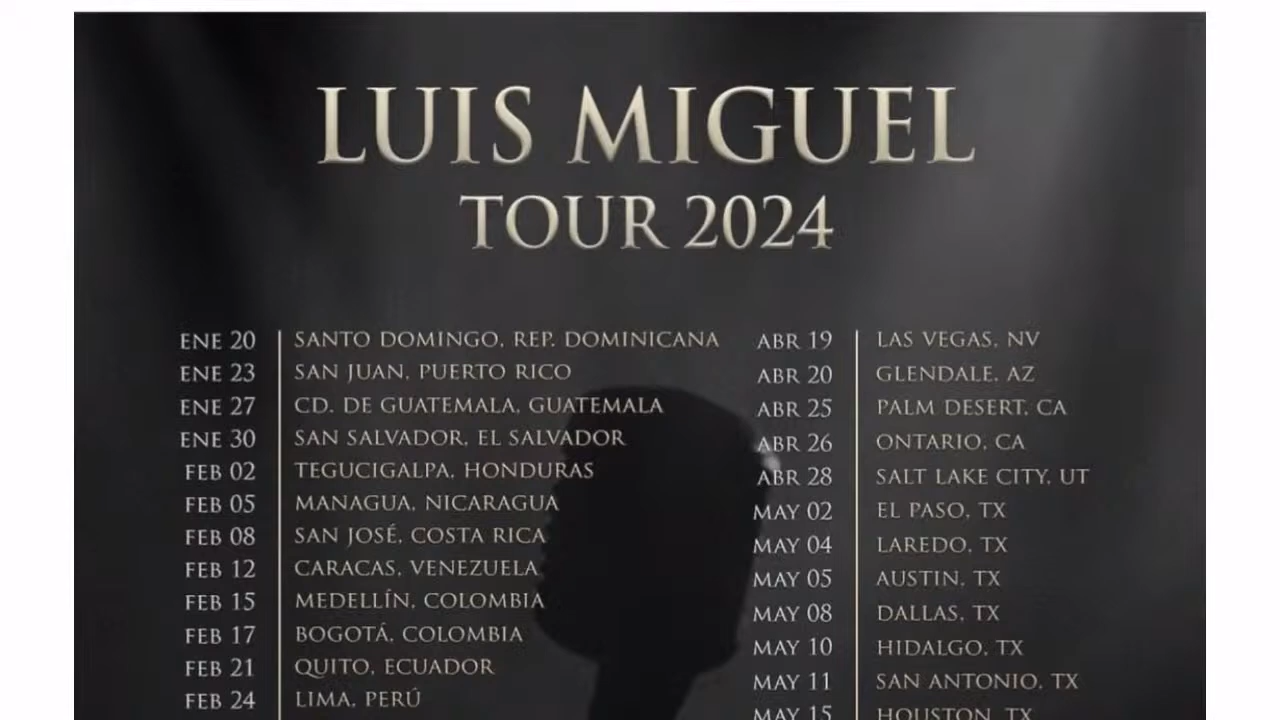 LUIS MIGUEL
TOUR 2024
ENE 20 SANTO DOMINGO, REP. DOMINICANA
ENE 23 SAN JUAN, PUERTO RICO
ENE 27 CD. DE GUATEMALA, GUATEMALA
ENE 30 SAN SALVADOR, EL SALVADOR
FEB 02 TEGUCIGALPA, HONDURAS
FEB 05 MANAGUA, NICARAGUA
FEB 08 SAN JOSÉ, COSTA RICA
FEB 12 CARACAS, VENEZUELA
FEB 15 MEDELLÍN, COLOMBIA
FEB 17 BOGOTÁ, COLOMBIA
FEB 21 QUITO, ECUADOR
FEB 24 LIMA, PERÚ
ABR 19 LAS VEGAS, NV
ABR 20 GLENDALE, AZ
ABR 25 PALM DESERT, CA
ABR 26 ONTARIO, CA
ABR 28 SALT LAKE CITY, UT
MAY 02 EL PASO, TX
MAY 04 LAREDO, TX
MAY 05 AUSTIN, TX
MAY 08 DALLAS, TX
MAY 10 HIDALGO, TX
MAY 11 SAN ANTONIO, TX
MAY 15 HOUSTON, TX